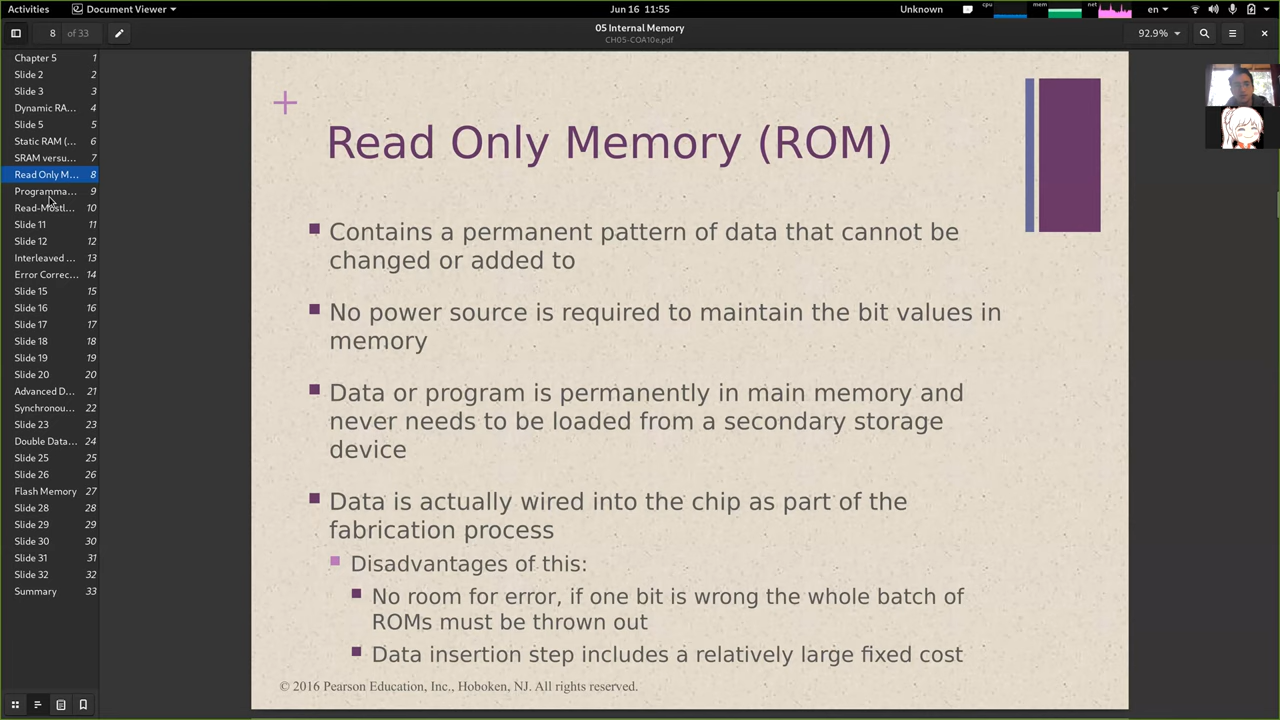 Activities
Document Viewer
Jun 16 11:55
Unknown
cpu
mem
net
en
8 of 33
05 Internal Memory
CH05-COA10e.pdf
92.9%
Chapter 5 1
Slide 2 2
Slide 3 3
Dynamic RA... 4
Slide 5 5
Static RAM (... 6
SRAM versu... 7
Read Only M... 8
Programma... 9
Read-Mostl... 10
Slide 11 11
Slide 12 12
Interleaved ... 13
Error Correc... 14
Slide 15 15
Slide 16 16
Slide 17 17
Slide 18 18
Slide 19 19
Slide 20 20
Advanced D... 21
Synchronou... 22
Slide 23 23
Double Data... 24
Slide 25 25
Slide 26 26
Flash Memory 27
Slide 28 28
Slide 29 29
Slide 30 30
Slide 31 31
Slide 32 32
Summary 33
+
Read Only Memory (ROM)
Contains a permanent pattern of data that cannot be
changed or added to
No power source is required to maintain the bit values in
memory
Data or program is permanently in main memory and
never needs to be loaded from a secondary storage
device
Data is actually wired into the chip as part of the
fabrication process
Disadvantages of this:
No room for error, if one bit is wrong the whole batch of
ROMs must be thrown out
Data insertion step includes a relatively large fixed cost
© 2016 Pearson Education, Inc., Hoboken, NJ. All rights reserved.